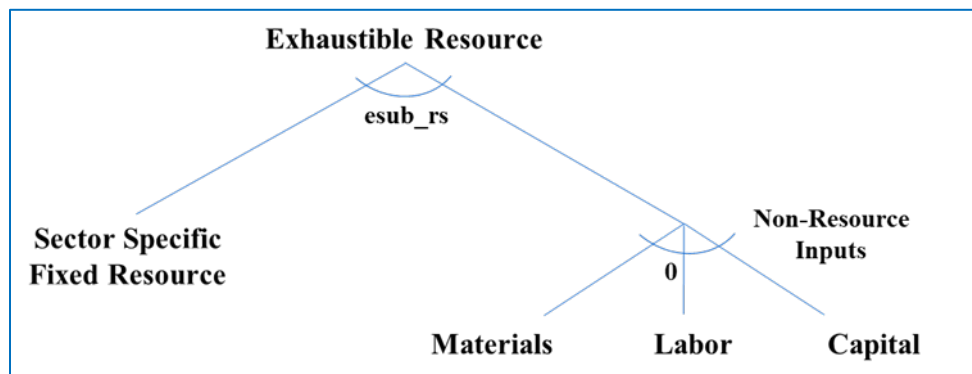 Exhaustible Resource
esub_rs
Sector Specific
Fixed Resource
Non-Resource
Inputs
0
Materials
Labor
Capital